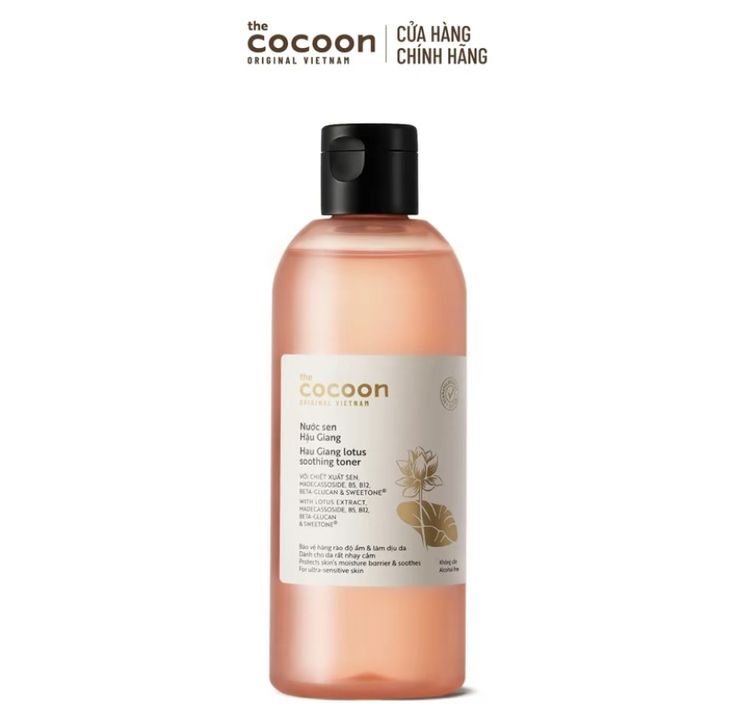 the
cocoon
ORIGINAL VIETNAM
CỬA HÀNG
CHÍNH HÃNG
the
cocoon
ORIGINAL VIETNAM
Nước sen
Hậu Giang
Hau Giang lotus
soothing toner
VỚI CHIẾT XUẤT SEN,
MADECASSOSIDE, B5, B12,
BETA-GLUCAN & SWEETONE®
WITH LOTUS EXTRACT,
MADECASSOSIDE, B5, B12,
BETA-GLUCAN
& SWEETONE®
Bảo vệ hàng rào độ ẩm & làm dịu da
Dành cho da rất nhạy cảm
Protects skin's moisture barrier & soothes
For ultra-sensitive skin
Không cồn
Alcohol-free